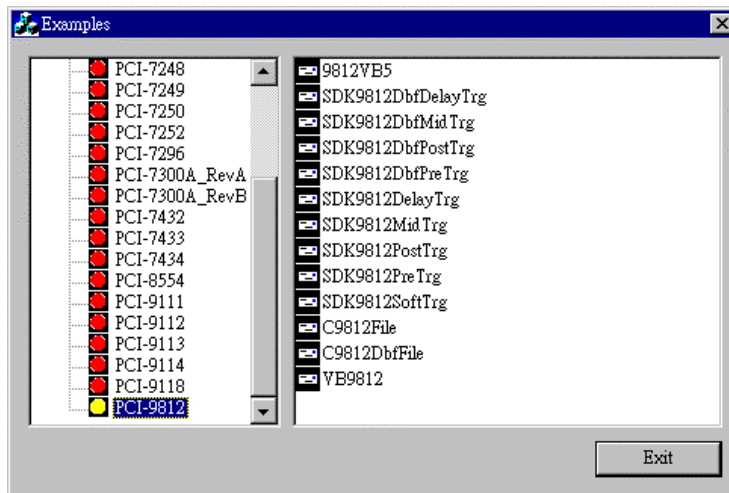 Examples
PCI-7248
PCI-7249
PCI-7250
PCI-7252
PCI-7296
PCI-7300A_RevA
PCI-7300A_RevB
PCI-7432
PCI-7433
PCI-7434
PCI-8554
PCI-9111
PCI-9112
PCI-9113
PCI-9114
PCI-9118
PCI-9812
9812VB5
SDK9812DbfDelayTrg
SDK9812DbfMidTrg
SDK9812DbfPostTrg
SDK9812DbfPreTrg
SDK9812DelayTrg
SDK9812MidTrg
SDK9812PostTrg
SDK9812PreTrg
SDK9812SoftTrg
C9812File
C9812DbfFile
VB9812
Exit